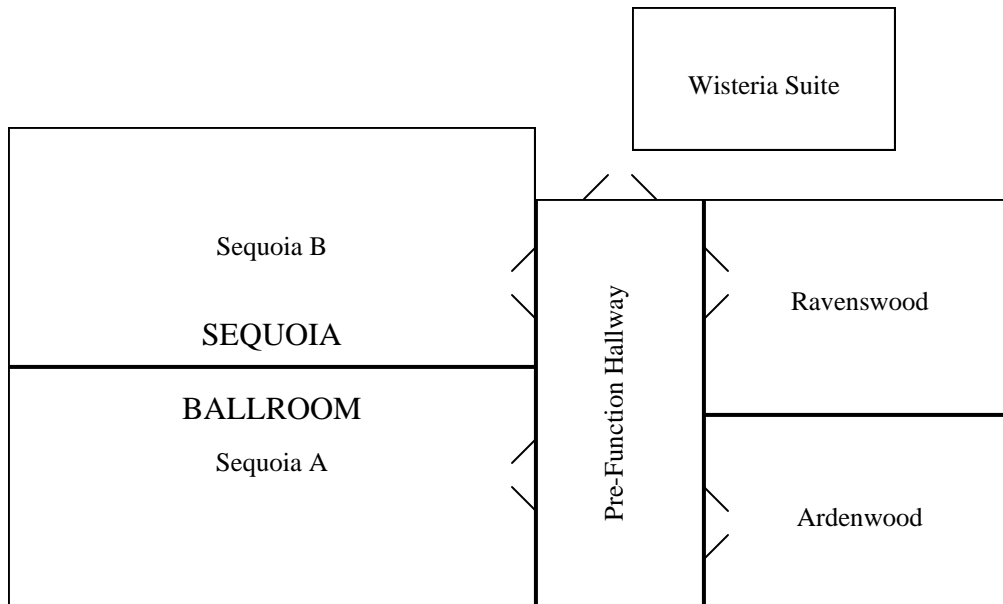 Wisteria Suite
Sequoia B
SEQUOIA
BALLROOM
Sequoia A
Pre-Function Hallway
Ravenswood
Ardenwood